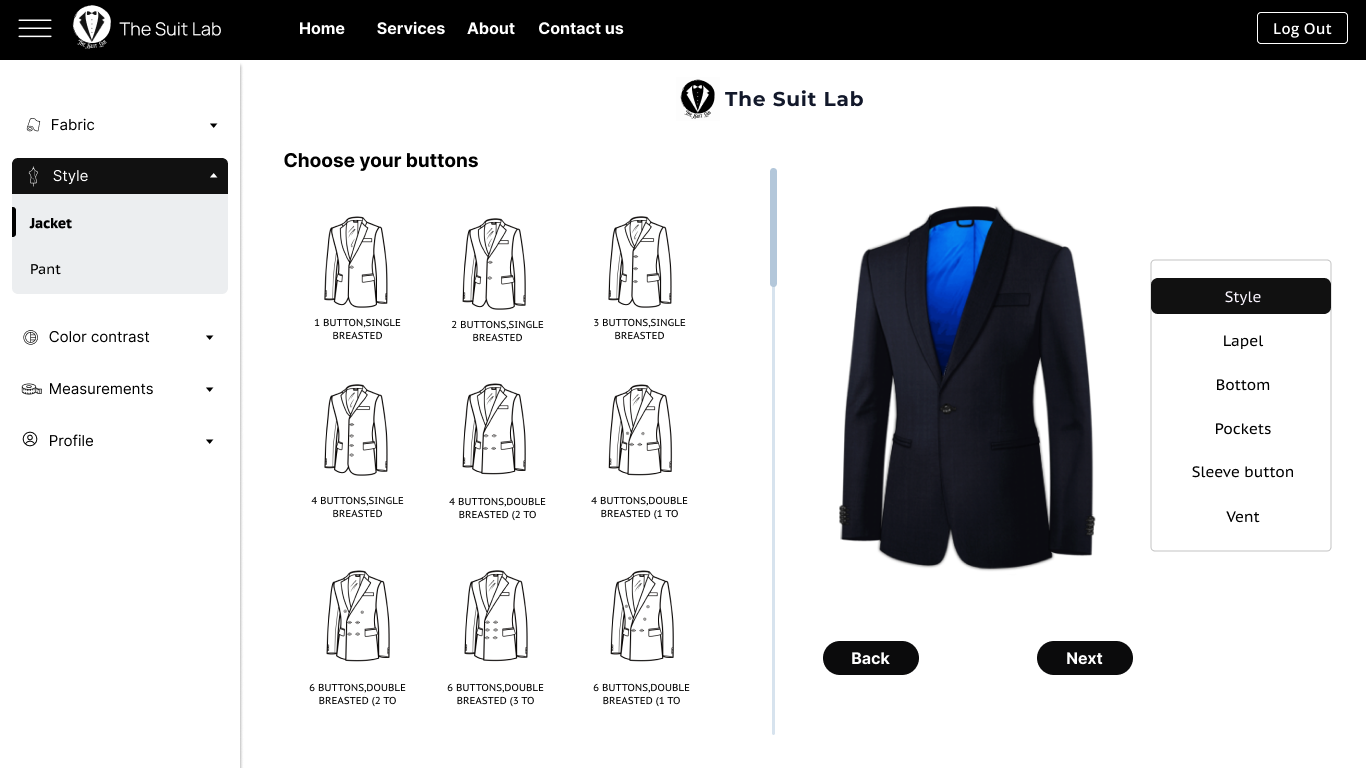 The Suit Lab
Home
Services
About
Contact us
Log Out
Fabric
Style
Jacket
Pant
Color contrast
Measurements
Profile
The Suit Lab
Choose your buttons
1 BUTTON,SINGLE
BREASTED
2 BUTTONS,SINGLE
BREASTED
3 BUTTONS,SINGLE
BREASTED
4 BUTTONS,SINGLE
BREASTED
4 BUTTONS,DOUBLE
BREASTED (2 TO
4 BUTTONS,DOUBLE
BREASTED (1 TO
6 BUTTONS,DOUBLE
BREASTED (2 TO
6 BUTTONS,DOUBLE
BREASTED (3 TO
6 BUTTONS,DOUBLE
BREASTED (1 TO
Back
Next
Style
Lapel
Bottom
Pockets
Sleeve button
Vent